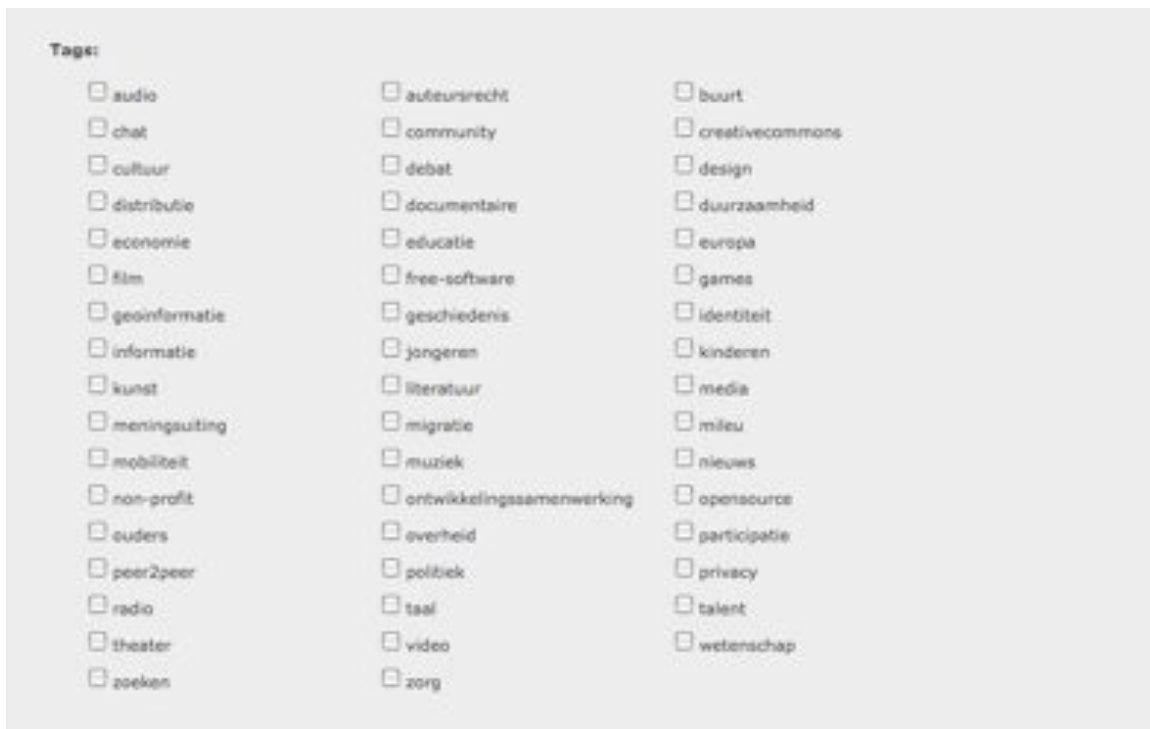 Tags:
audio auteursrecht buurt
chat community creativecommons
cultuur debat design
distributie documentaire duurzaamheid
economie educatie europa
film free-software games
geoinformatie geschiedenis identiteit
informatie jongeren kinderen
kunst literatuur media
meningsuiting migratie mileu
mobiliteit muziek nieuws
non-profit ontwikkelingssamenwerking opensource
ouders overheid participatie
peer2peer politiek privacy
radio taal talent
theater video wetenschap
zoeken zorg